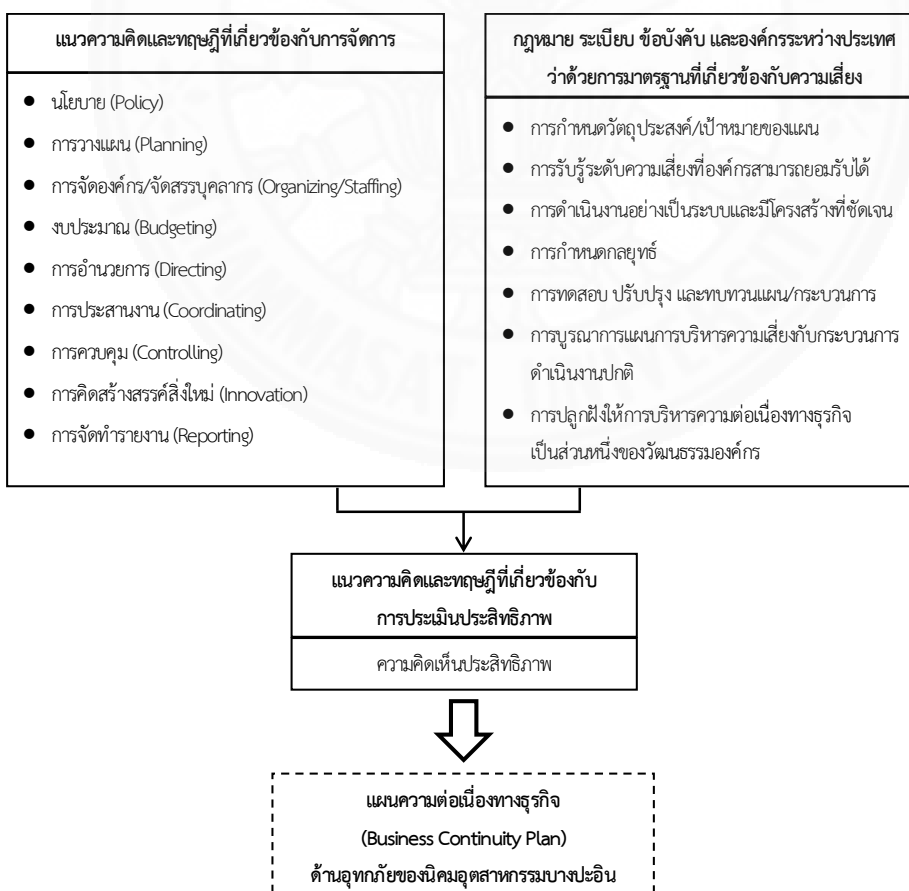 แนวความคิดและทฤษฎีที่เกี่ยวข้องกับการจัดการ
● นโยบาย (Policy)
● การวางแผน (Planning)
● การจัดองค์กร/จัดสรรบุคลากร (Organizing/Staffing)
● งบประมาณ (Budgeting)
● การอำนวยการ (Directing)
● การประสานงาน (Coordinating)
● การควบคุม (Controlling)
● การคิดสร้างสรรค์สิ่งใหม่ (Innovation)
● การจัดทำรายงาน (Reporting)
กฎหมาย ระเบียบ ข้อบังคับ และองค์กรระหว่างประเทศ
ว่าด้วยการมาตรฐานที่เกี่ยวข้องกับความเสี่ยง
● การกำหนดวัตถุประสงค์/เป้าหมายของแผน
● การรับรู้ระดับความเสี่ยงที่องค์กรสามารถยอมรับได้
● การดำเนินงานอย่างเป็นระบบและมีโครงสร้างที่ชัดเจน
● การกำหนดกลยุทธ์
● การทดสอบ ปรับปรุง และทบทวนแผน/กระบวนการ
● การบูรณาการแผนการบริหารความเสี่ยงกับกระบวนการ
ดำเนินงานปกติ
● การปลูกฝังให้การบริหารความต่อเนื่องทางธุรกิจ
เป็นส่วนหนึ่งของวัฒนธรรมองค์กร
แนวความคิดและทฤษฎีที่เกี่ยวข้องกับ
การประเมินประสิทธิภาพ
ความคิดเห็นประสิทธิภาพ
แผนความต่อเนื่องทางธุรกิจ
(Business Continuity Plan)
ด้านอุทกภัยของนิคมอุตสาหกรรมบางปะอิน